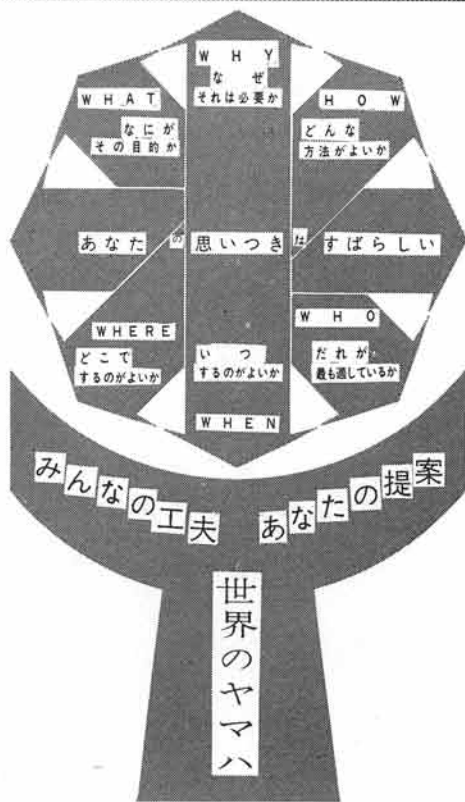 WHY
なぜ
それは必要か
WHAT
なにが
その目的か
HOW
どんな
方法がよいか
あなたの思いつきはすばらしい
WHERE
どこで
するのがよいか
いつ
するのがよいか
WHEN
WHO
だれが
最も適しているか
みんなの工夫 あなたの提案
世界のヤマハ